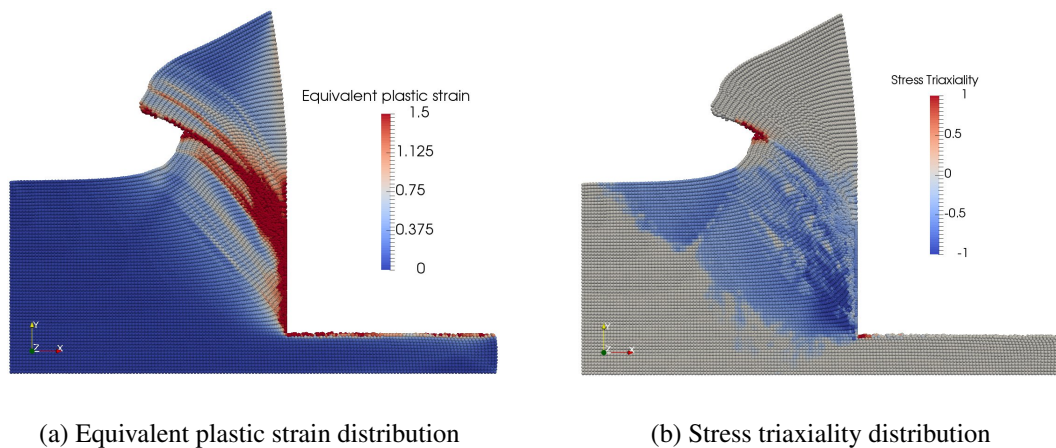 Equivalent plastic strain
1.5
1.125
0.75
0.375
0
Y
Z
X
(a) Equivalent plastic strain distribution
Stress Triaxiality
1
0.5
0
-0.5
-1
Y
Z
X
(b) Stress triaxiality distribution